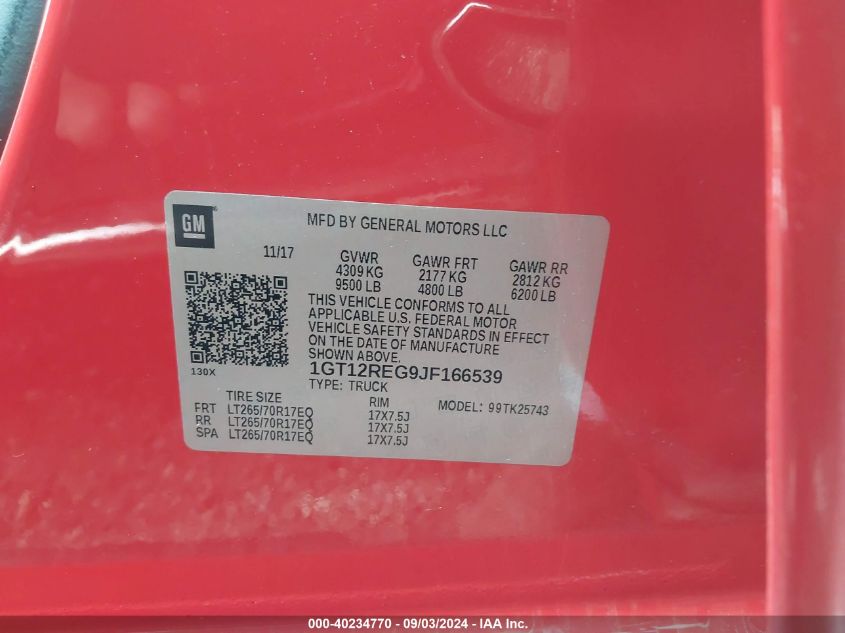 GM
MFD BY GENERAL MOTORS LLC
11/17
GVWR
4309 KG
9500 LB
GAWR FRT
2177 KG
4800 LB
GAWR RR
2812 KG
6200 LB
THIS VEHICLE CONFORMS TO ALL
APPLICABLE U.S. FEDERAL MOTOR
VEHICLE SAFETY STANDARDS IN EFFECT
ON THE DATE OF MANUFACTURE
SHOWN ABOVE.
130X
1GT12REG9JF166539
TYPE: TRUCK
TIRE SIZE RIM
MODEL: 99TK25743
FRT LT265/70R17EQ 17X7.5J
RR LT265/70R17EQ 17X7.5J
SPA LT265/70R17EQ 17X7.5J
000-40234770 - 09/03/2024 - IAA Inc.